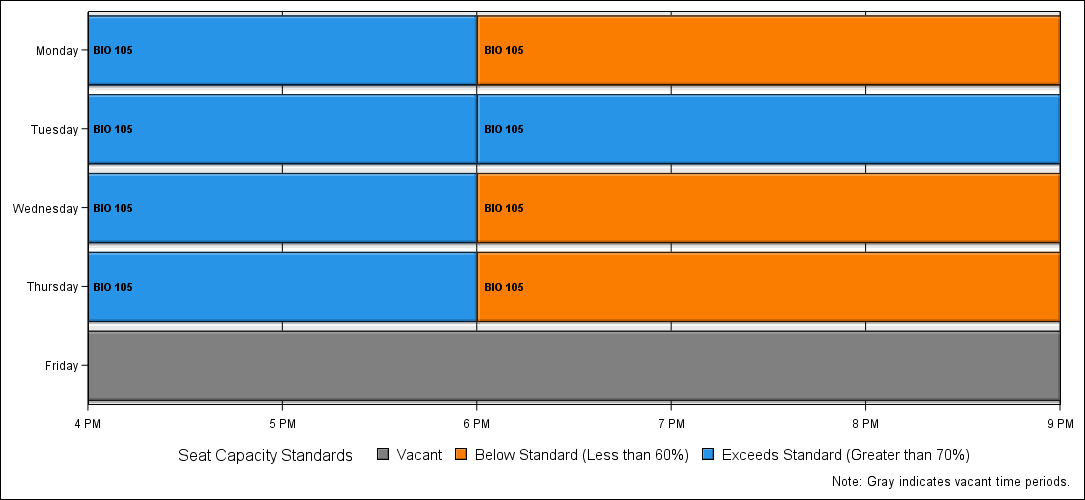 Monday BIO 105 BIO 105
Tuesday BIO 105 BIO 105
Wednesday BIO 105 BIO 105
Thursday BIO 105 BIO 105
Friday
4 PM 5 PM 6 PM 7 PM 8 PM 9 PM
Seat Capacity Standards Vacant Below Standard (Less than 60%) Exceeds Standard (Greater than 70%)
Note: Gray indicates vacant time periods.